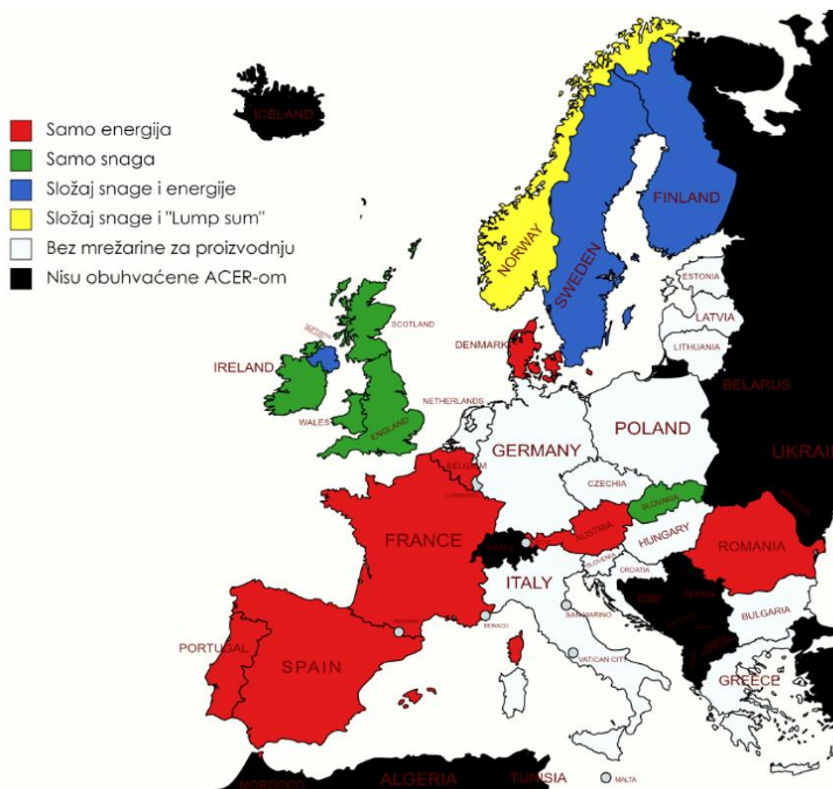 ICELAND
Samo energija
Samo snaga
Složaj snage i energije
Složaj snage i "Lump sum"
Bez mrežarine za proizvodnju
Nisu obuhvaćene ACER-om
NORWAY
SWEDEN
FINLAND
ESTONIA
LATVIA
LITHUANIA
SCOTLAND
IRELAND
DENMARK
BELARUS
WALES
ENGLAND
NETHERLANDS
GERMANY
POLAND
UKRAI
BELGIUM
CZECHIA
SLOVAKIA
FRANCE
AUSTRIA
HUNGARY
ROMANIA
SLOVENIA
CROATIA
ITALY
SAN MARINO
MONACO
BULGARIA
PORTUGAL
SPAIN
VATICAN CITY
GREECE
MOROCCO
ALGERIA
TUNISIA
MALTA